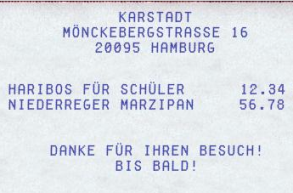 KARSTADT
MÖNCKEBERGSTRASSE 16
20095 HAMBURG
HARIBOS FÜR SCHÜLER 12.34
NIEDERREGER MARZIPAN 56.78
DANKE FÜR IHREN BESUCH!
BIS BALD!